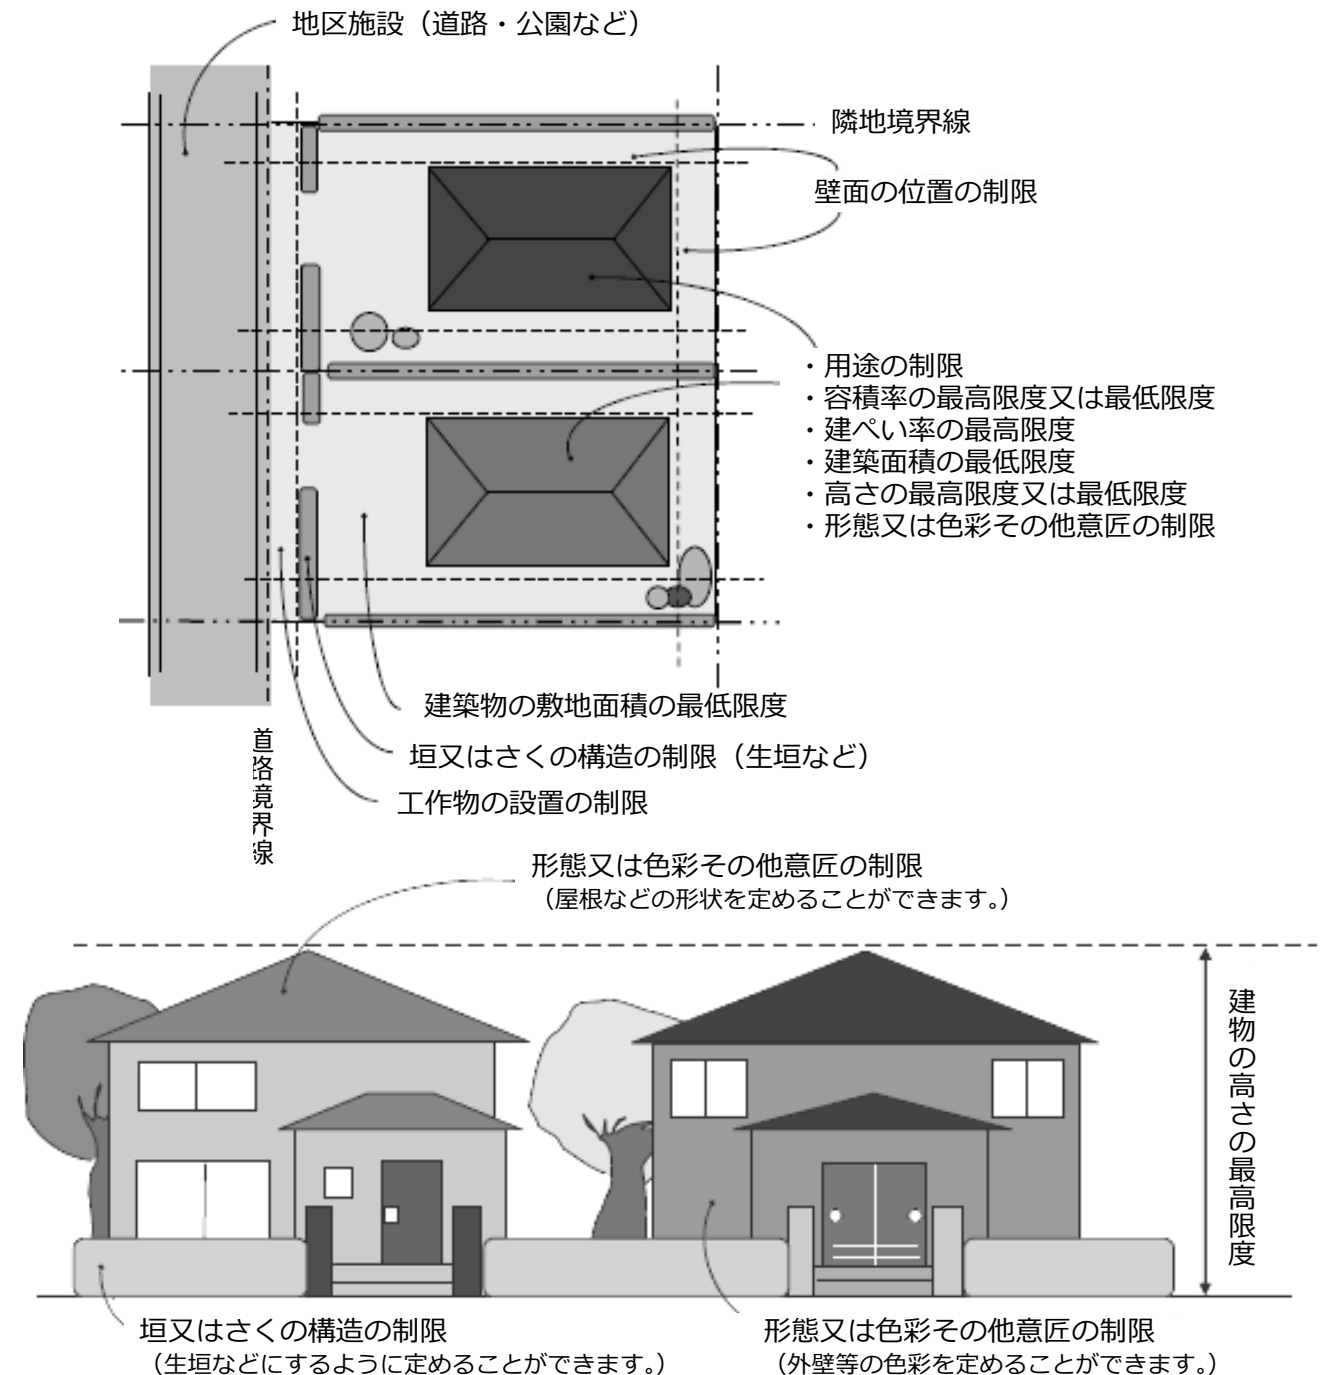 地区施設（道路・公園など）
隣地境界線
壁面の位置の制限
・用途の制限
・容積率の最高限度又は最低限度
・建ぺい率の最高限度
・建築面積の最低限度
・高さの最高限度又は最低限度
・形態又は色彩その他意匠の制限
建築物の敷地面積の最低限度
垣又はさくの構造の制限（生垣など）
工作物の設置の制限
道路境界線
形態又は色彩その他意匠の制限
（屋根などの形状を定めることができます。）
建物の高さの最高限度
垣又はさくの構造の制限
（生垣などにするように定めることができます。）
形態又は色彩その他意匠の制限
（外壁等の色彩を定めることができます。）